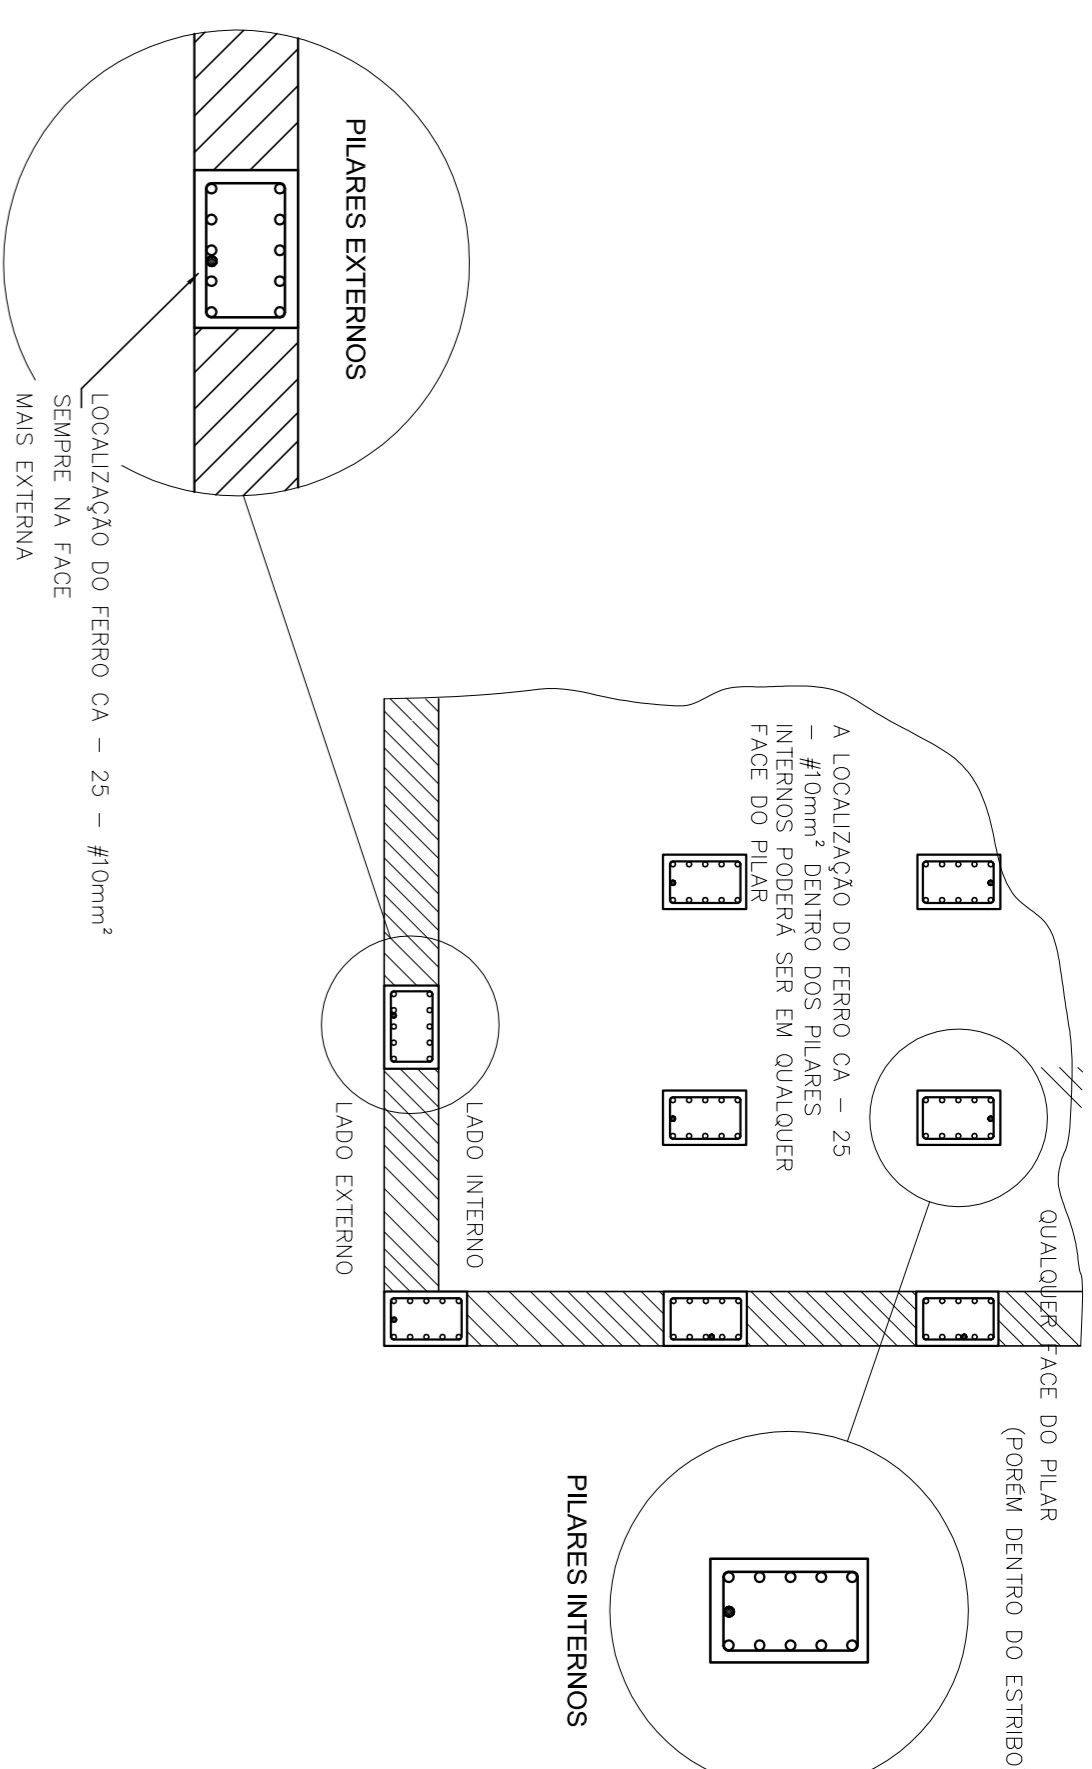 PILARES EXTERNOS
LOCALIZAÇÃO DO FERRO CA - 25 - #10mm²
SEMPRE NA FACE
MAIS EXTERNA
A LOCALIZAÇÃO DO FERRO CA - 25
- #10mm² DENTRO DOS PILARES
INTERNOS PODERÁ SER EM QUALQUER
FACE DO PILAR
LADO INTERNO
LADO EXTERNO
QUALQUER FACE DO PILAR
(PORÉM DENTRO DO ESTRIBO
PILARES INTERNOS